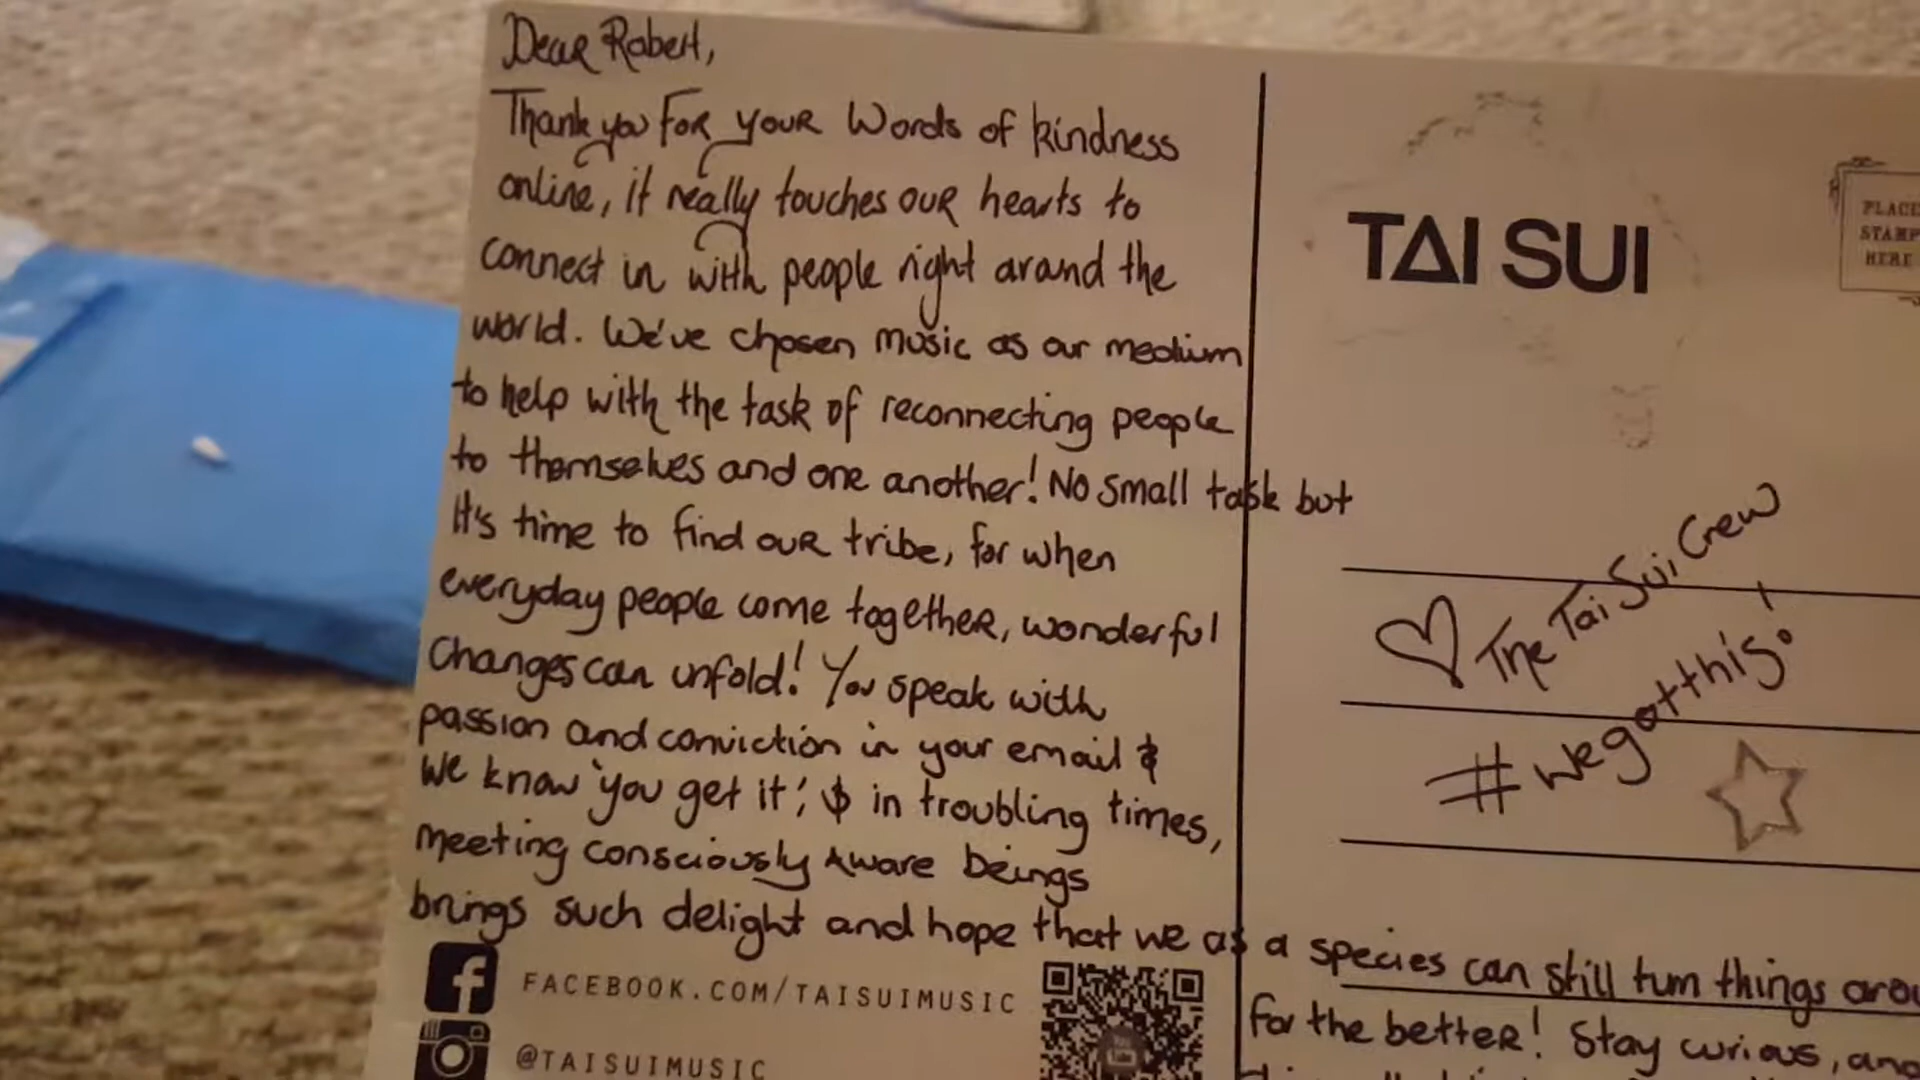 Dear Robert,
Thank you for your words of kindness
online, it really touches our hearts to
connect in with people right around the
world. We've chosen music as our medium
to help with the task of reconnecting people
to themselves and one another! No small task but
It's time to find our tribe, for when
everyday people come together, wonderful
changes can unfold! You speak with
passion and conviction in your email &
we know 'you get it', & in troubling times,
meeting consciously aware beings
brings such delight and hope that we as a species can still turn things
for the better! Stay curious, and
FACEBOOK.COM/TAISUIMUSIC
@TAISUIMUSIC
TAI SUI
PLACE
STAMP
HERE
The Tai Sui Crew
#wegotthis!